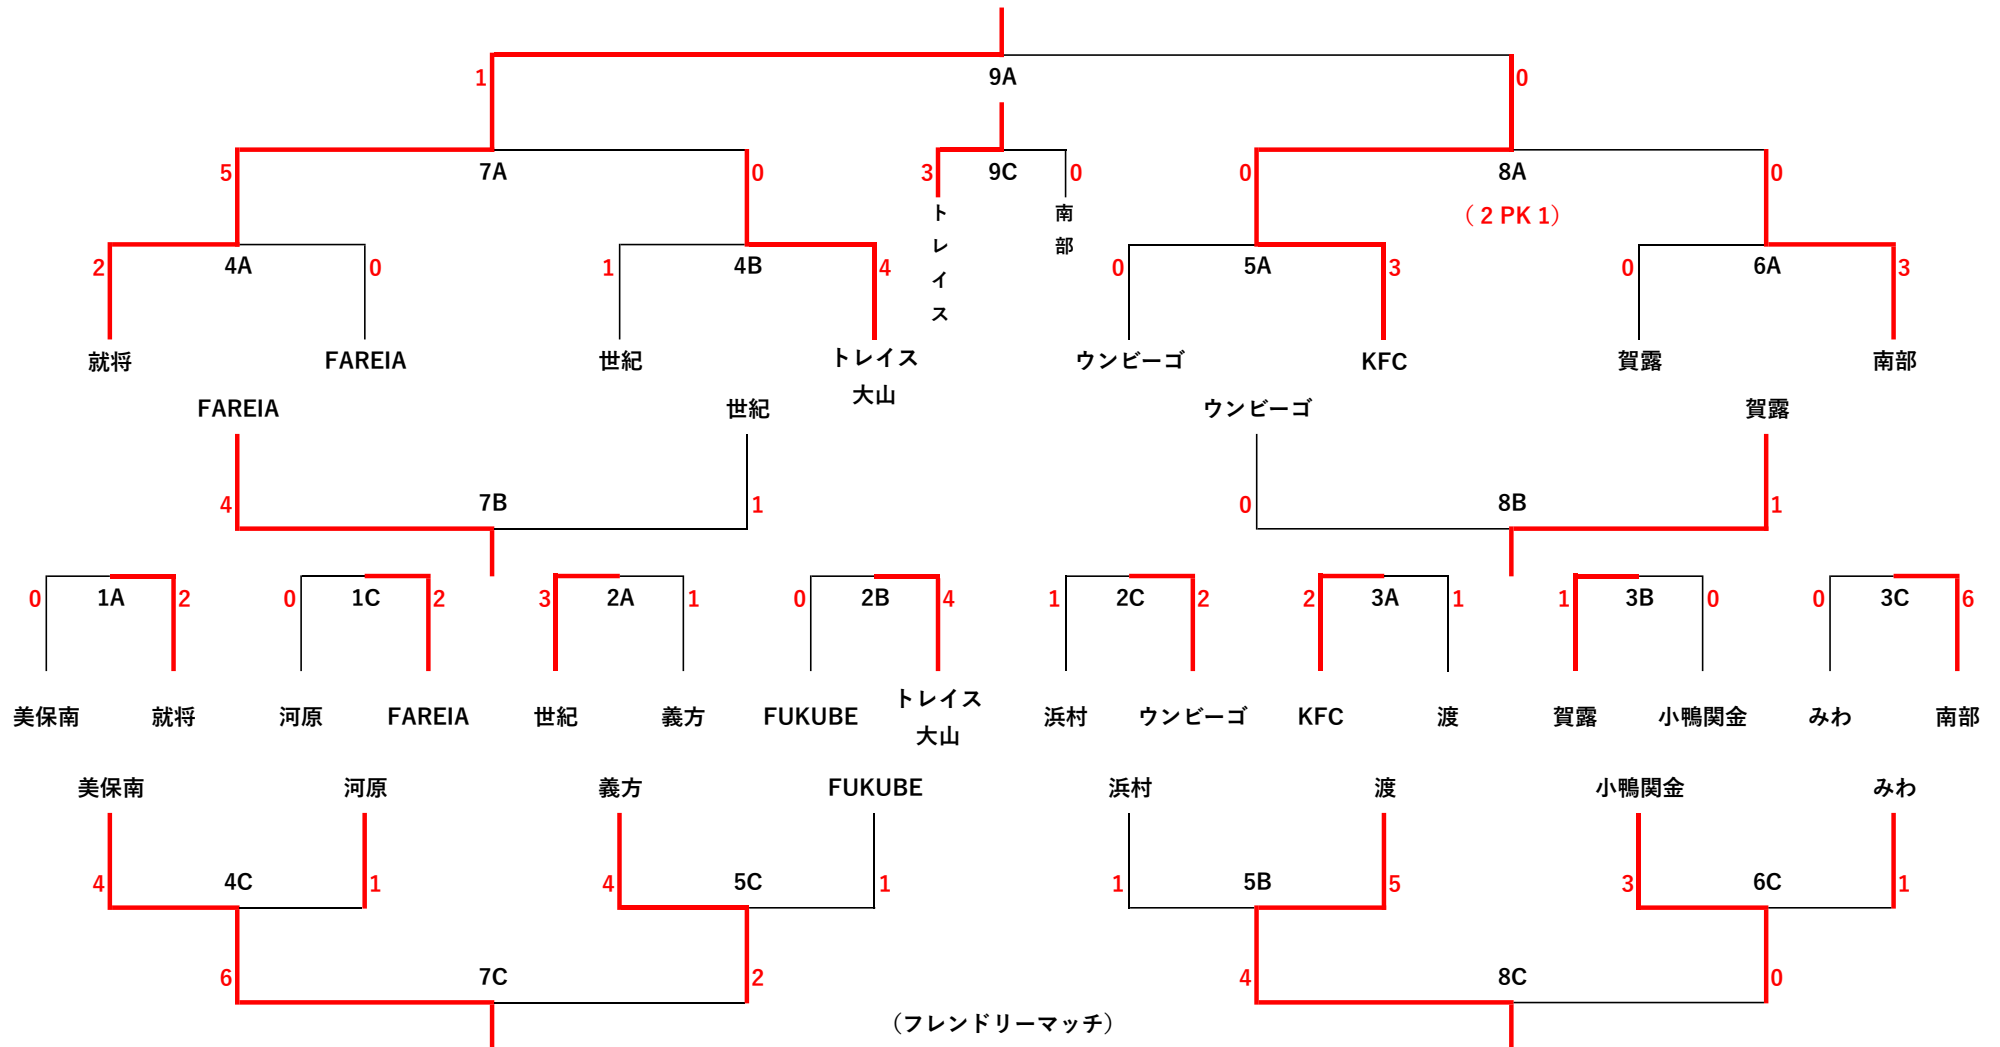 1 9A 0
5 7A 0 3 9C 0 0 8A 0
トレイス 南部 （ 2 PK 1）
2 4A 0 1 4B 4 0 5A 3 0 6A 3
就将 FAREIA 世紀 トレイス ウンビーゴ KFC 賀露 南部
大山
FAREIA 世紀 ウンビーゴ 賀露
4 7B 1 0 8B 1
0 1A 2 0 1C 2 3 2A 1 0 2B 4 1 2C 2 2 3A 1 1 3B 0 0 3C 6
美保南 就将 河原 FAREIA 世紀 義方 FUKUBE トレイス 浜村 ウンビーゴ KFC 渡 賀露 小鴨関金 みわ 南部
大山
美保南 河原 義方 FUKUBE 浜村 渡 小鴨関金 みわ
4 4C 1 4 5C 1 1 5B 5 3 6C 1
6 7C 2 4 8C 0
（フレンドリーマッチ）